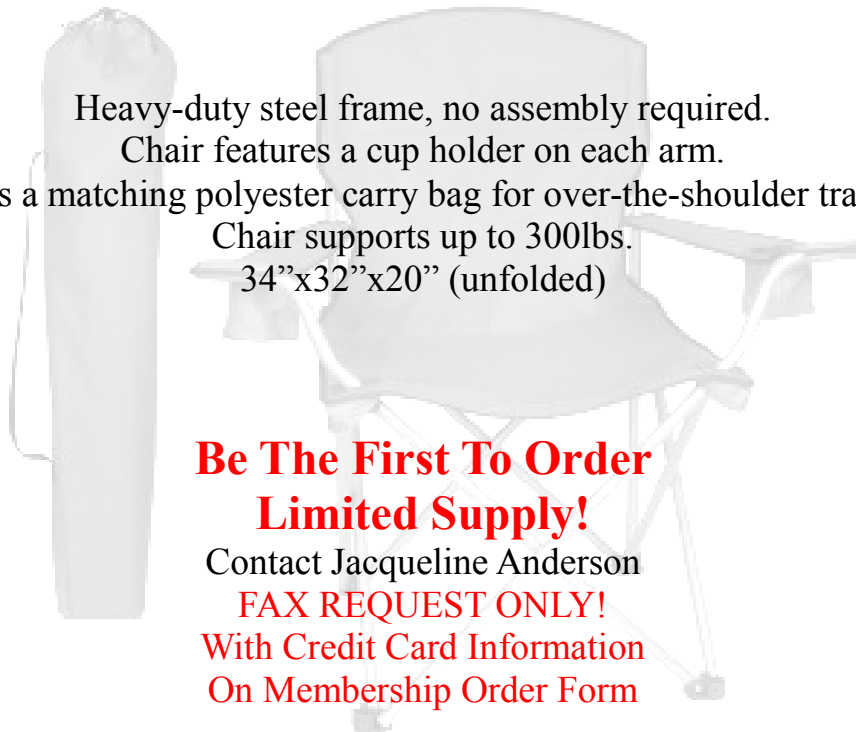 Heavy-duty steel frame, no assembly required.
Chair features a cup holder on each arm.
a matching polyester carry bag for over-the-shoulder
Chair supports up to 300lbs.
34”x32”x20” (unfolded)
Be The First To Order
Limited Supply!
Contact Jacqueline Anderson
FAX REQUEST ONLY!
With Credit Card Information
On Membership Order Form